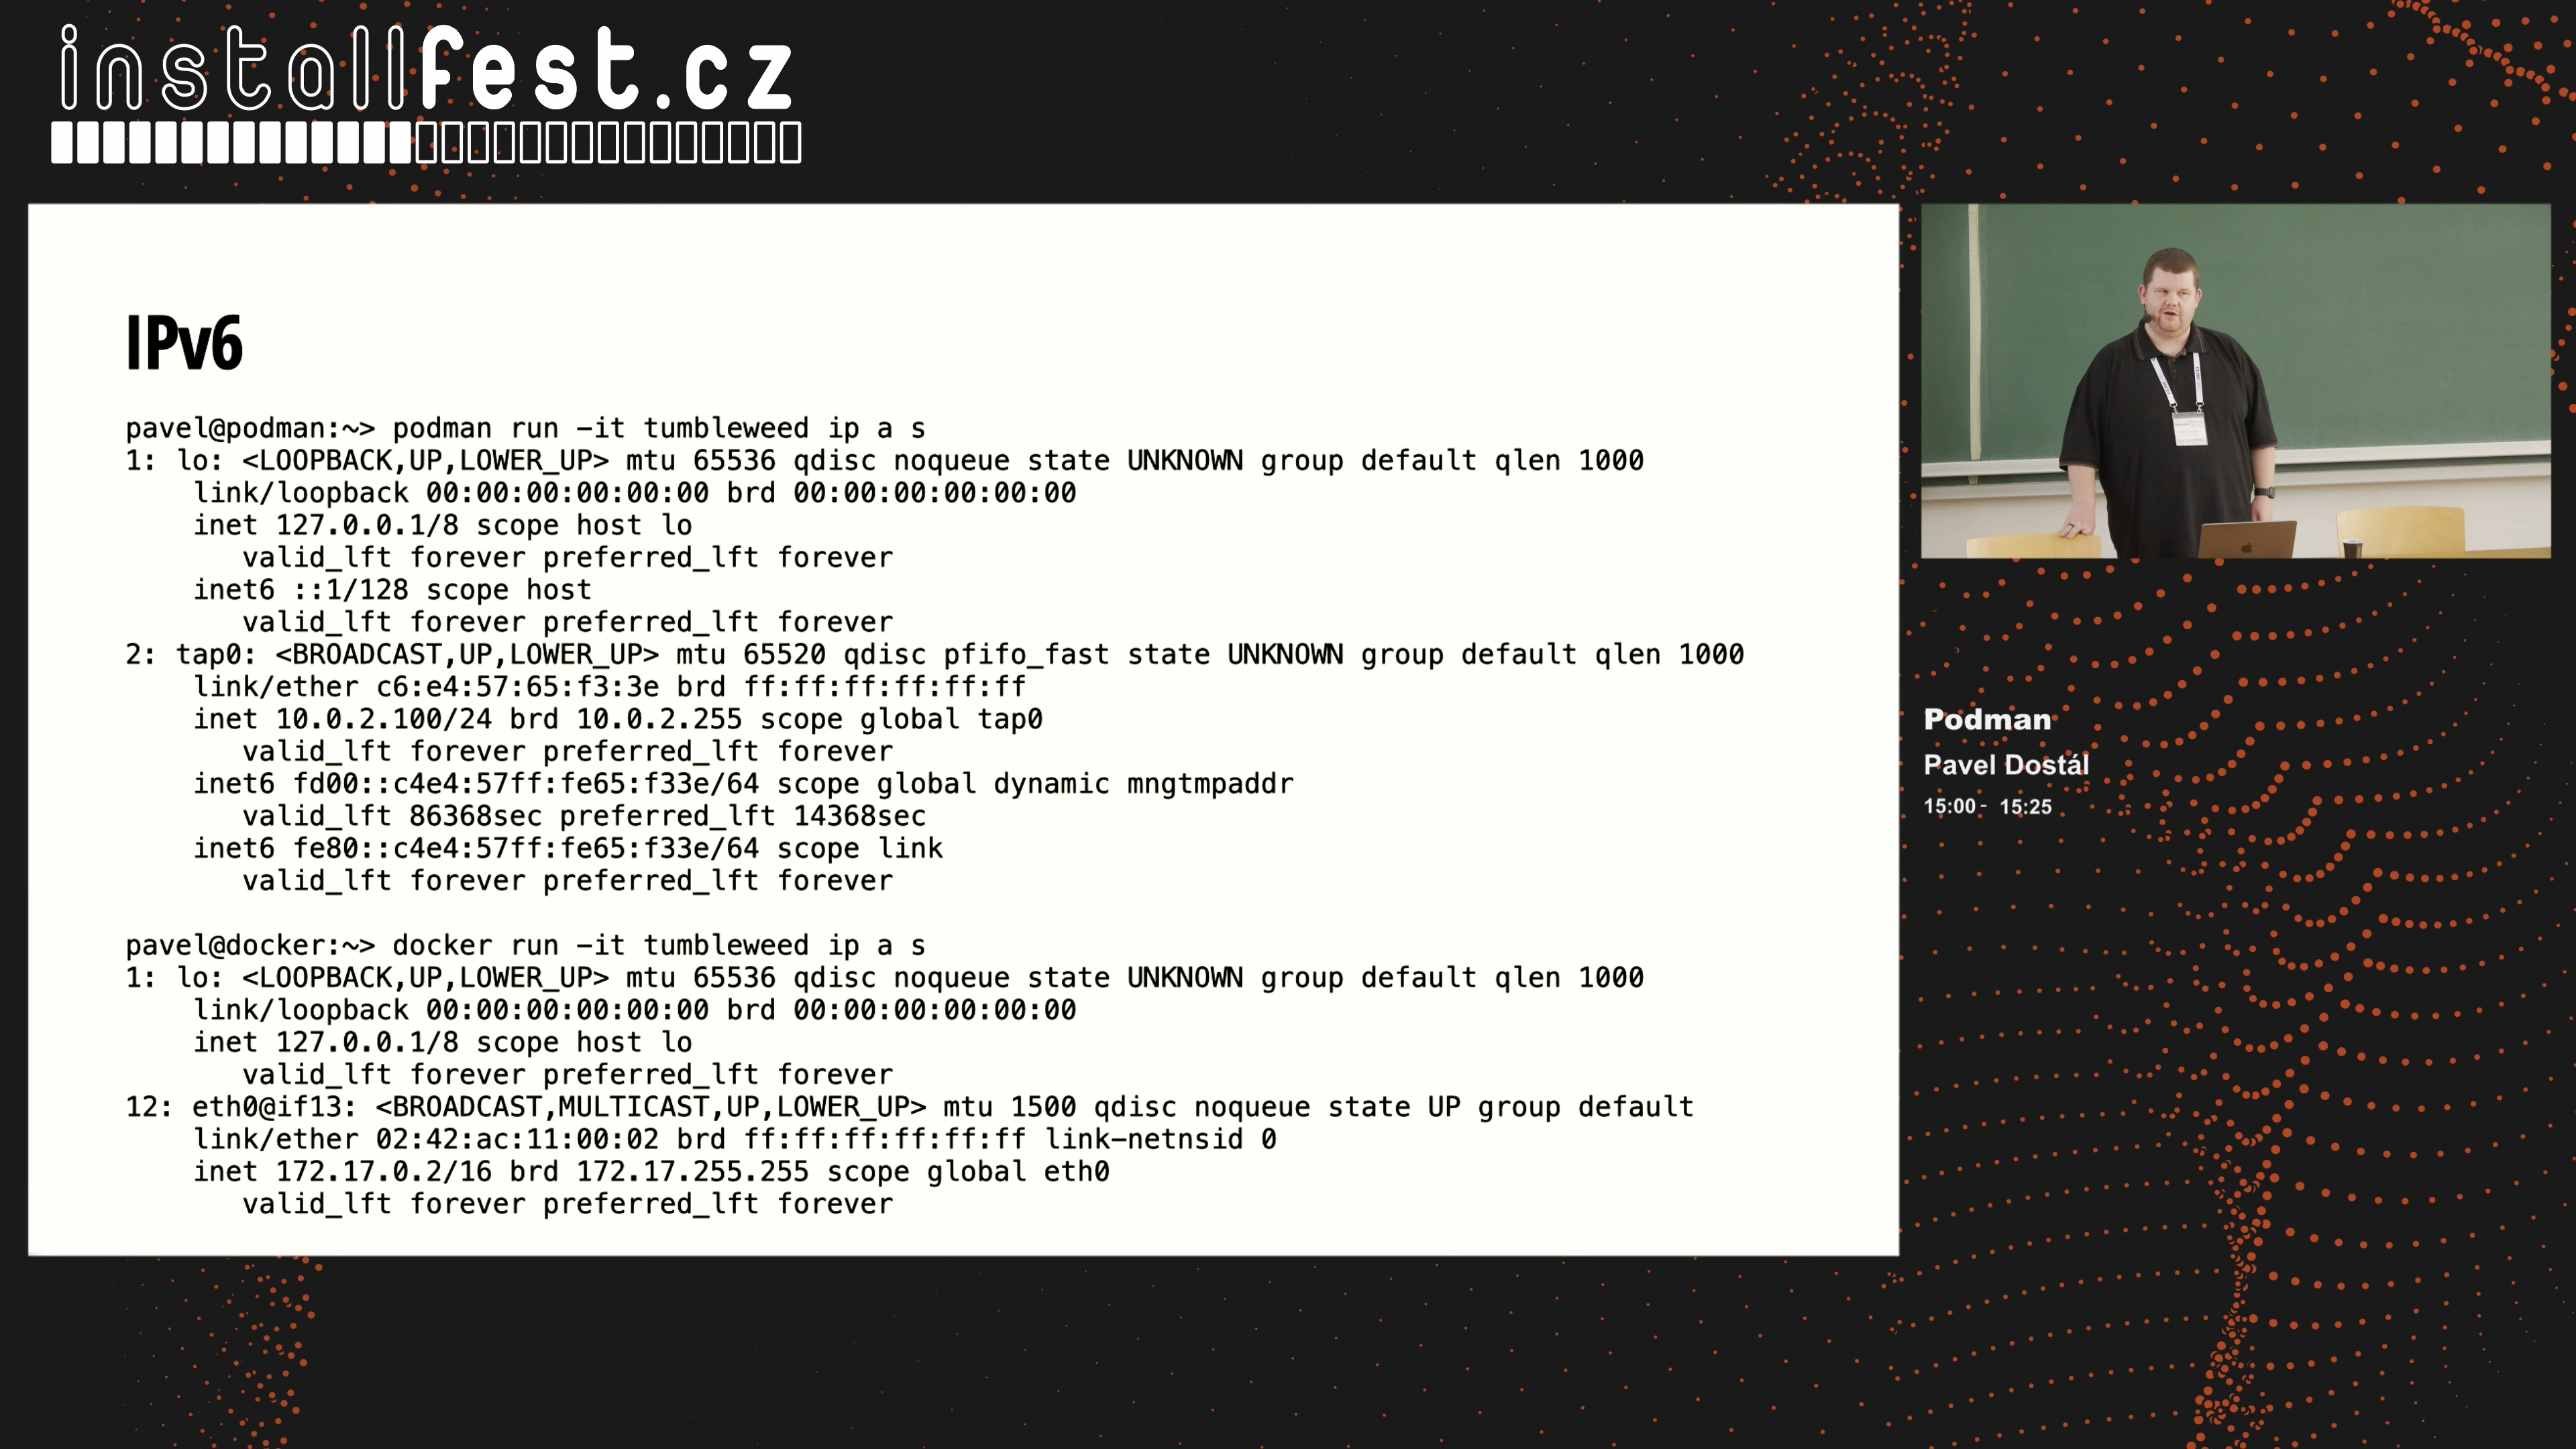 installfest.cz
IPv6
pavel@podman:~> podman run -it tumbleweed ip a s
1: lo: <LOOPBACK,UP,LOWER_UP> mtu 65536 qdisc noqueue state UNKNOWN group default qlen 1000
link/loopback 00:00:00:00:00:00 brd 00:00:00:00:00:00
inet 127.0.0.1/8 scope host lo
valid_lft forever preferred_lft forever
inet6 ::1/128 scope host
valid_lft forever preferred_lft forever
2: tap0: <BROADCAST,UP,LOWER_UP> mtu 65520 qdisc pfifo_fast state UNKNOWN group default qlen 1000
link/ether c6:e4:57:65:f3:3e brd ff:ff:ff:ff:ff:ff
inet 10.0.2.100/24 brd 10.0.2.255 scope global tap0
valid_lft forever preferred_lft forever
inet6 fd00::c4e4:57ff:fe65:f33e/64 scope global dynamic mngtmpaddr
valid_lft 86368sec preferred_lft 14368sec
inet6 fe80::c4e4:57ff:fe65:f33e/64 scope link
valid_lft forever preferred_lft forever
pavel@docker:~> docker run -it tumbleweed ip a s
1: lo: <LOOPBACK,UP,LOWER_UP> mtu 65536 qdisc noqueue state UNKNOWN group default qlen 1000
link/loopback 00:00:00:00:00:00 brd 00:00:00:00:00:00
inet 127.0.0.1/8 scope host lo
valid_lft forever preferred_lft forever
12: eth0@if13: <BROADCAST,MULTICAST,UP,LOWER_UP> mtu 1500 qdisc noqueue state UP group default
link/ether 02:42:ac:11:00:02 brd ff:ff:ff:ff:ff:ff link-netnsid 0
inet 172.17.0.2/16 brd 172.17.255.255 scope global eth0
valid_lft forever preferred_lft forever
Podman
Pavel Dostál
15:00 - 15:25